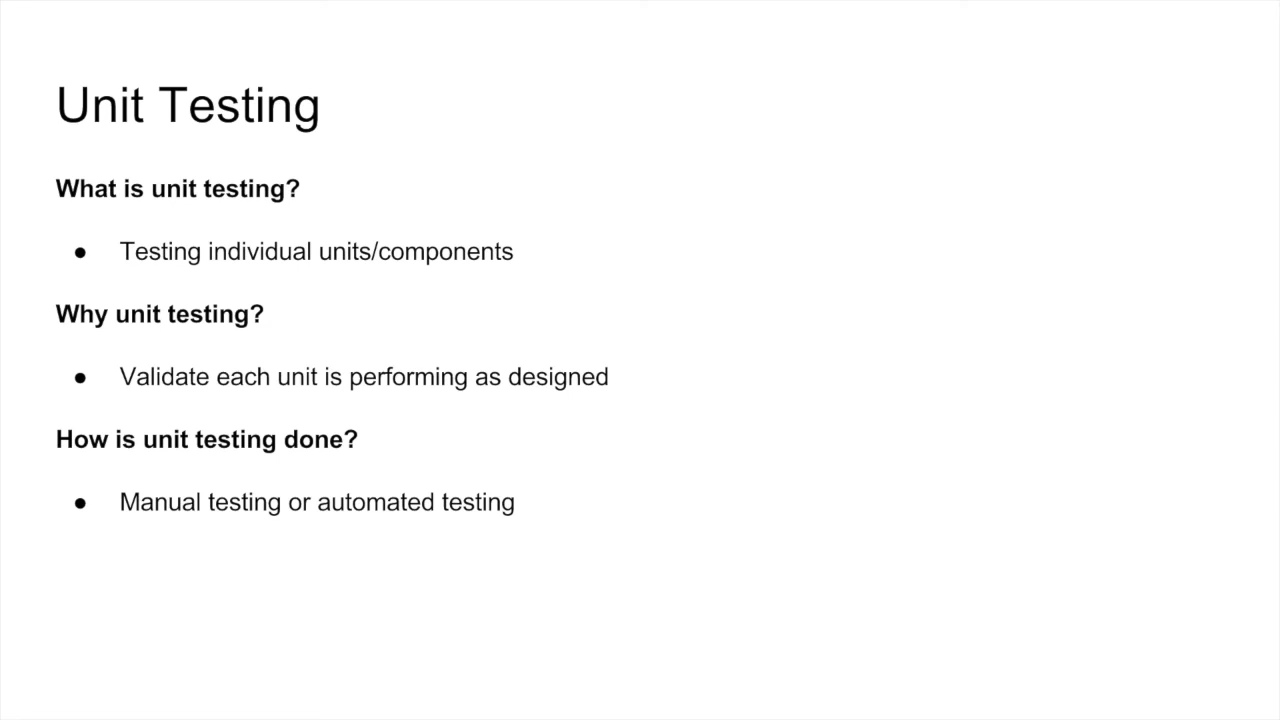 Unit Testing
What is unit testing?
● Testing individual units/components
Why unit testing?
● Validate each unit is performing as designed
How is unit testing done?
● Manual testing or automated testing